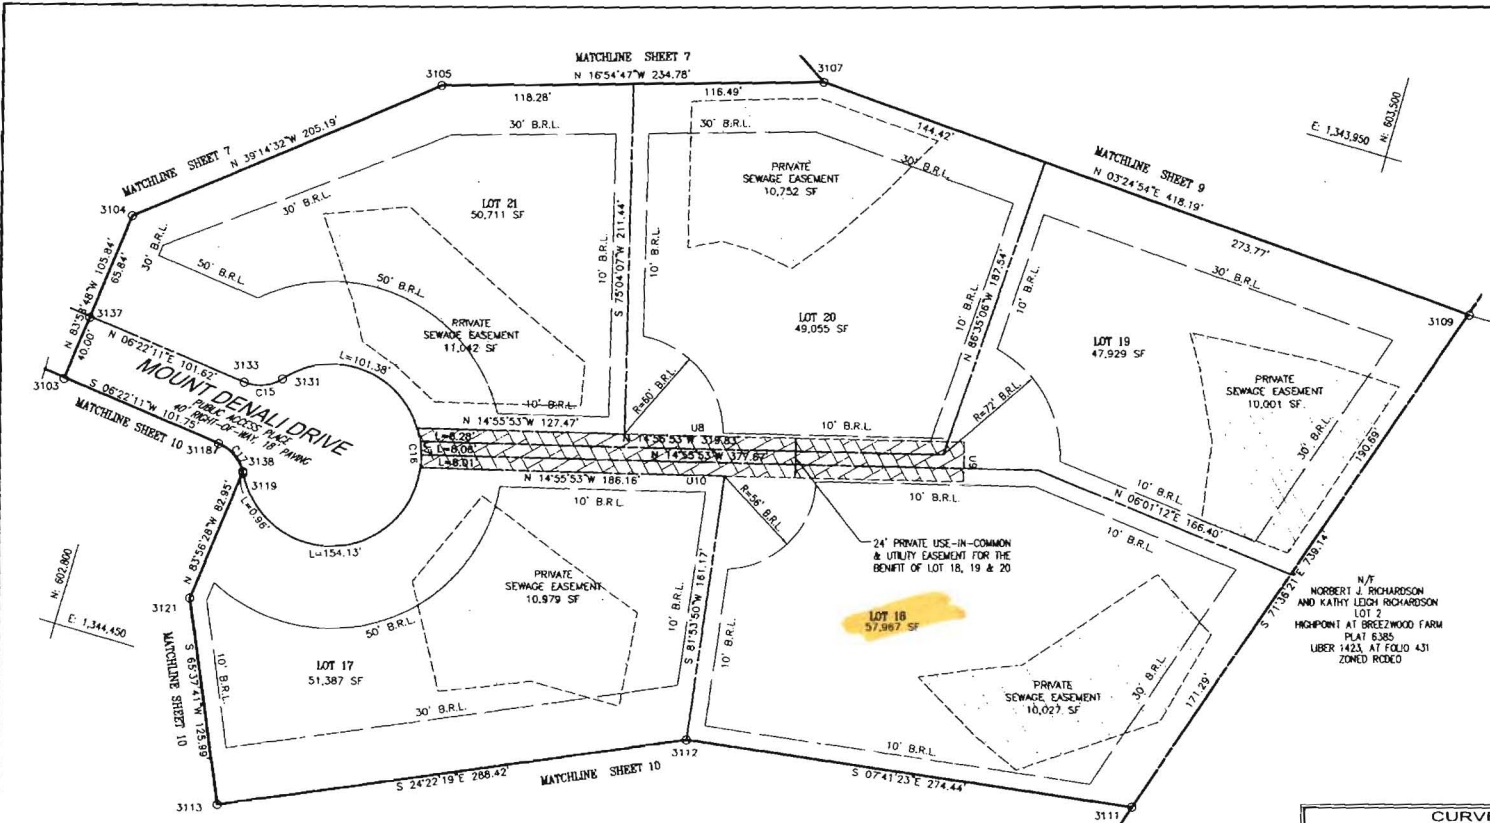 MATCHLINE SHEET 7
N 16°54'47"W 234.78'
3105
3107
118.28'
116.49'
30' B.R.L.
30' B.R.L.
144.42'
30' B.R.L.
MATCHLINE SHEET 9
N 03°24'54"E 418.19'
273.77'
30' B.R.L.
E: 1,343,950
N: 603,500
MATCHLINE SHEET 7
N 39°14'32"W 205.19'
3104
30' B.R.L.
30' B.R.L.
LOT 21
50,711 SF
PRIVATE
SEWAGE EASEMENT
10,752 SF
10' B.R.L.
S 75°04'07"W 211.44'
10' B.R.L.
N 83°58'48"W 105.84'
65.84'
50' B.R.L.
50' B.R.L.
PRIVATE
SEWAGE EASEMENT
11,042 SF
LOT 20
49,055 SF
10' B.R.L.
N 86°35'06"W 187.54'
10' B.R.L.
LOT 19
47,929 SF
3109
PRIVATE
SEWAGE EASEMENT
10,001 SF
30' B.R.L.
190.69'
3137
40.00'
3103
N 06°22'11"E 101.62'
3133
C15
3131
L=101.38'
MOUNT DENALI DRIVE
PUBLIC ACCESS PLACE
40' RIGHT-OF-WAY, PAVING
S 06°22'11"W 101.75'
MATCHLINE SHEET 10
31187
C17
3138
3119
10' B.R.L.
R=60' B.R.L.
R=72' B.R.L.
N 14°55'53"W 127.47'
U8
10' B.R.L.
L=8.28'
L=8.06'
L=8.01'
C16
N 14°55'53"W 319.83'
N 14°55'53"W 377.87'
U9
N 14°55'53"W 186.16'
U10
10' B.R.L.
10' B.R.L.
R=56' B.R.L.
10' B.R.L.
N 06°01'12"E 166.40'
10' B.R.L.
L=0.96'
L=154.13'
N 83°56'28"W 82.95'
24' PRIVATE USE-IN-COMMON
& UTILITY EASEMENT FOR THE
BENIFIT OF LOT 18, 19 & 20
S 71°36'21"E 739.14'
N: 602,800
E: 1,344,450
3121
PRIVATE
SEWAGE EASEMENT
10,979 SF
50' B.R.L.
10' B.R.L.
S 81°53'50"W 161.17'
10' B.R.L.
LOT 18
57,967 SF
N/F
NORBERT J. RICHARDSON
AND KATHY LEIGH RICHARDSON
LOT 2
HIGHPOINT AT BREEZWOOD FARM
PLAT 6385
LIBER 1423, AT FOLIO 431
ZONED RCDEO
MATCHLINE SHEET 10
S 65°37'41"W 125.99'
10' B.R.L.
LOT 17
51,387 SF
30' B.R.L.
PRIVATE
SEWAGE EASEMENT
10,027 SF
30' B.R.L.
171.29'
10' B.R.L.
3112
S 24°22'19"E 288.42'
MATCHLINE SHEET 10
S 07°41'23"E 274.44'
3113
3111
CURVE